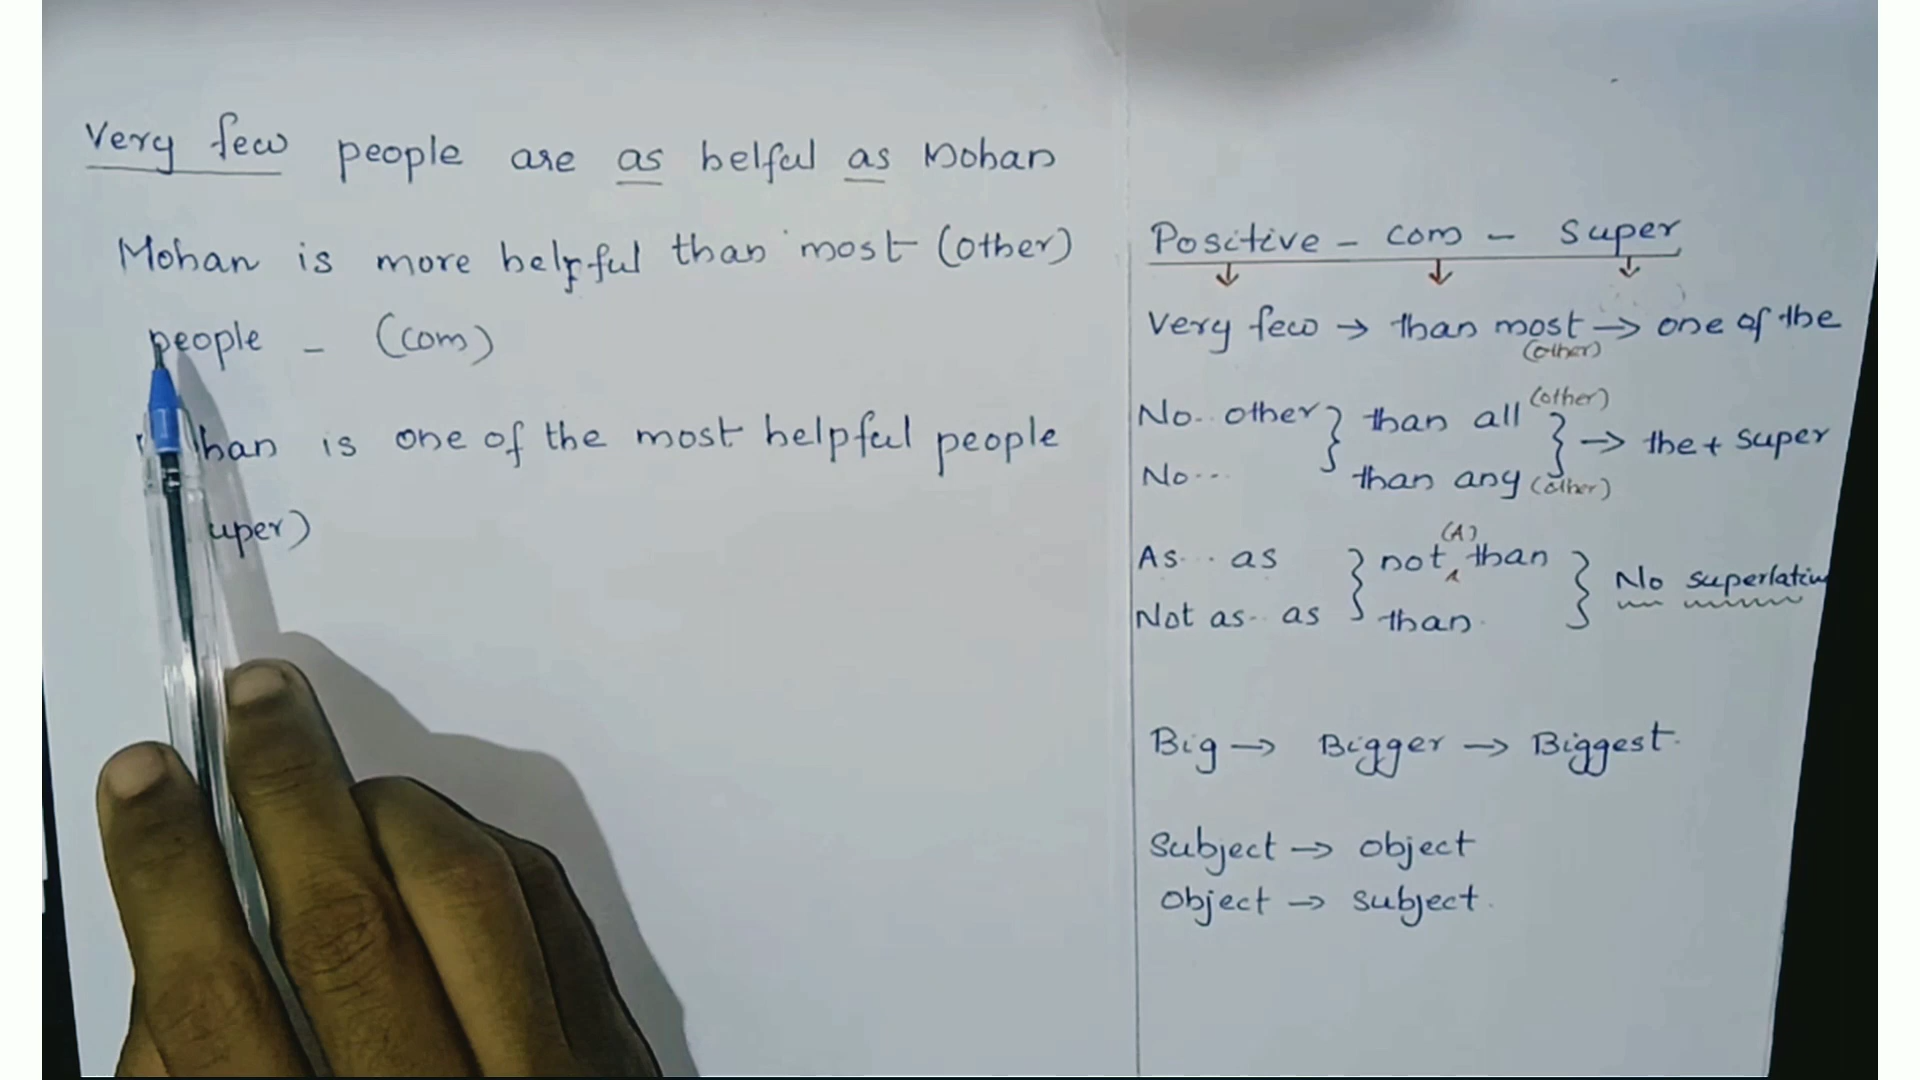 Very few people are as helful as Mohan
Mohan is more helpful than most (other)
people - (com)
han is one of the most helpful people
uper)
Positive - com - Super
Very few → than most → one of the
(other)
No.. other } than all (other) } → the + super
No... than any (other)
As... as } not (A) than } No superlative
Not as.. as than.
Big → Bigger → Biggest.
Subject → object
object → subject.